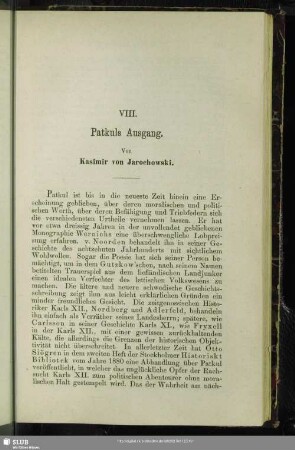 VIII.
Patkuls Ausgang.
Von
Kasimir von Jarochowski.
Patkul ist bis in die neueste Zeit hinein eine Er-
scheinung geblieben, über deren moralischen und politi-
schen Werth, über deren Befähigung und Triebfedern sich
die verschiedensten Urtheile vernehmen lassen. Er hat
vor etwa dreissig Jahren in der unvollendet gebliebenen
Monographie Wernichs eine überschwengliche Lobprei-
sung erfahren. v. Noorden behandelt ihn in seiner Ge-
schichte des achtzehnten Jahrhunderts mit sichtlichem
Wohlwollen. Sogar die Poesie hat sich seiner Person be-
mächtigt, um in dem Gutzkow'schen, nach seinem Namen
betitelten Trauerspiel aus dem liefländischen Landjunker
einen idealen Verfechter des lettischen Volkswesens zu
machen. Die ältere und neuere schwedische Geschicht-
schreibung zeigt ihm aus leicht erklärlichen Gründen ein
minder freundliches Gesicht. Die zeitgenössischen Histo-
riker Karls XII., Nordberg und Adlerfeld, behandeln
ihn einfach als Verräther seines Landesherrn; spätere, wie
Carlsson in seiner Geschichte Karls XI., wie Fryxell
in der Karls XII., mit einer gewissen zurückhaltenden
Kälte, die allerdings die Grenzen der historischen Objek-
tivität nicht überschreitet. In allerletzter Zeit hat Otto
Sjögren in dem zweiten Heft der Stockholmer Historiskt
Bibliotek vom Jahre 1880 eine Abhandlung über Patkul
veröffentlicht, in welcher das unglückliche Opfer der Rach-
sucht Karls XII. zum politischen Abenteurer ohne mora-
lischen Halt gestempelt wird. Das der Wahrheit am näch-
SLUB
Wir führen Wissen.